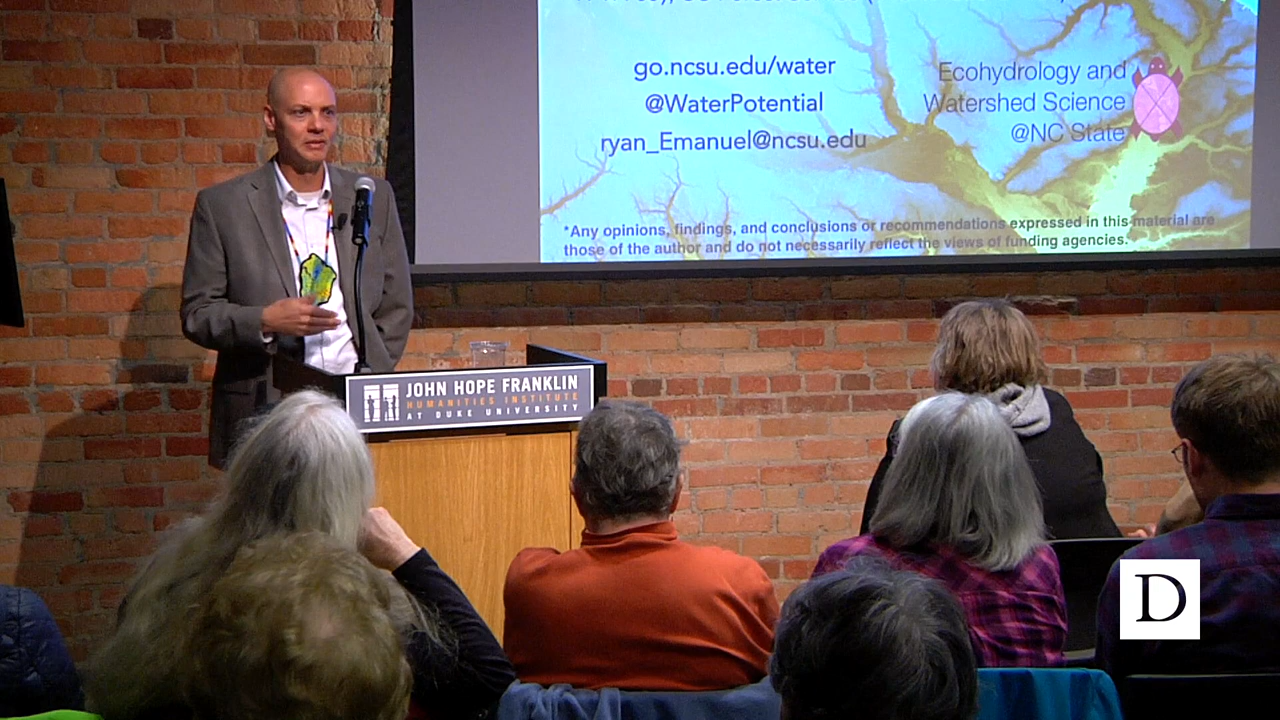 go.ncsu.edu/water
@WaterPotential
ryan_Emanuel@ncsu.edu
Ecohydrology and
Watershed Science
@NC State
*Any opinions, findings, and conclusions or recommendations expressed in this material are
those of the author and do not necessarily reflect the views of funding agencies.
JOHN HOPE FRANKLIN
HUMANITIES INSTITUTE
AT DUKE UNIVERSITY
D